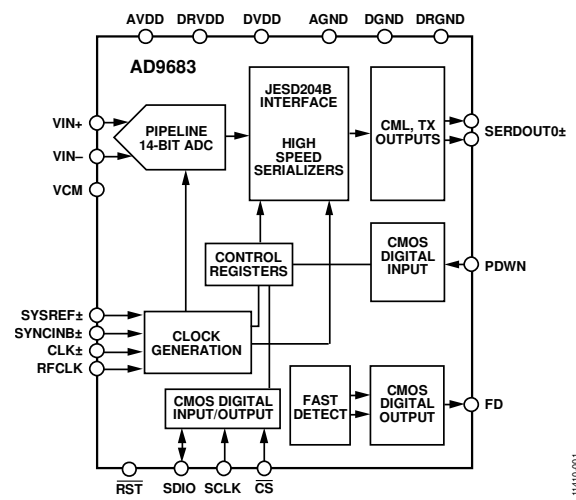 AVDD DRVDD DVDD AGND DGND DRGND
AD9683
JESD204B
INTERFACE
HIGH
SPEED
SERIALIZERS
VIN+
VIN–
VCM
PIPELINE
14-BIT ADC
CML, TX
OUTPUTS
SERDOUT0±
CONTROL
REGISTERS
CMOS
DIGITAL
INPUT
PDWN
SYSREF±
SYNCINB±
CLK±
RFCLK
CLOCK
GENERATION
CMOS DIGITAL
INPUT/OUTPUT
FAST
DETECT
CMOS
DIGITAL
OUTPUT
FD
RST SDIO SCLK CS
11410-001